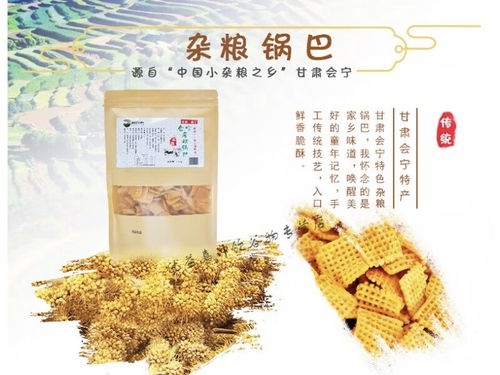 杂粮锅巴
源自“中国小杂粮之乡”甘肃会宁
传统
甘肃会宁特产
甘肃会宁特色杂粮
锅巴，我怀念的是
家乡味道，唤醒美
好的童年记忆，手
工传统技艺，入口
鲜香脆酥。